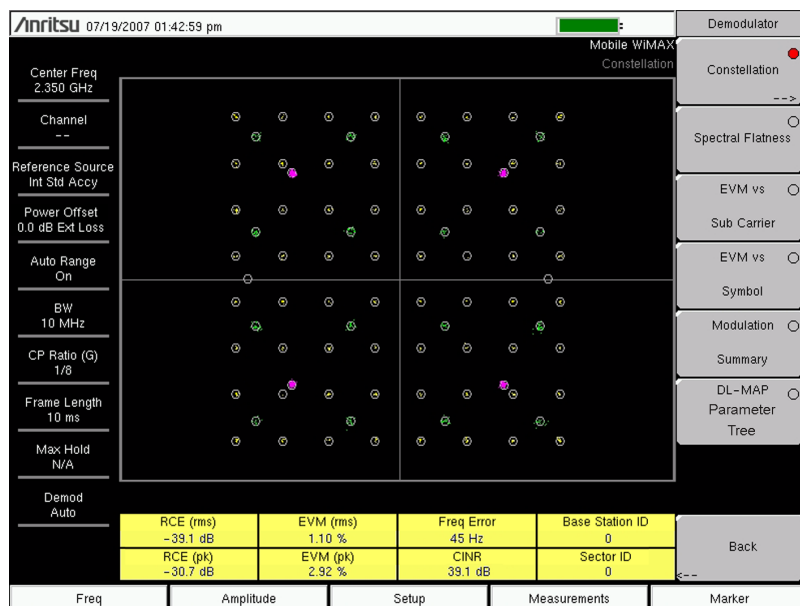 Anritsu 07/19/2007 01:42:59 pm
Mobile WiMAX
Constellation
Center Freq
2.350 GHz
Channel
--
Reference Source
Int Std Accy
Power Offset
0.0 dB Ext Loss
Auto Range
On
BW
10 MHz
CP Ratio (G)
1/8
Frame Length
10 ms
Max Hold
N/A
Demod
Auto
RCE (rms)
-39.1 dB
EVM (rms)
1.10 %
Freq Error
45 Hz
Base Station ID
0
RCE (pk)
-30.7 dB
EVM (pk)
2.92 %
CINR
39.1 dB
Sector ID
0
Demodulator
Constellation
-->
Spectral Flatness
EVM vs
Sub Carrier
EVM vs
Symbol
Modulation
Summary
DL-MAP
Parameter
Tree
Back
<--
Freq
Amplitude
Setup
Measurements
Marker